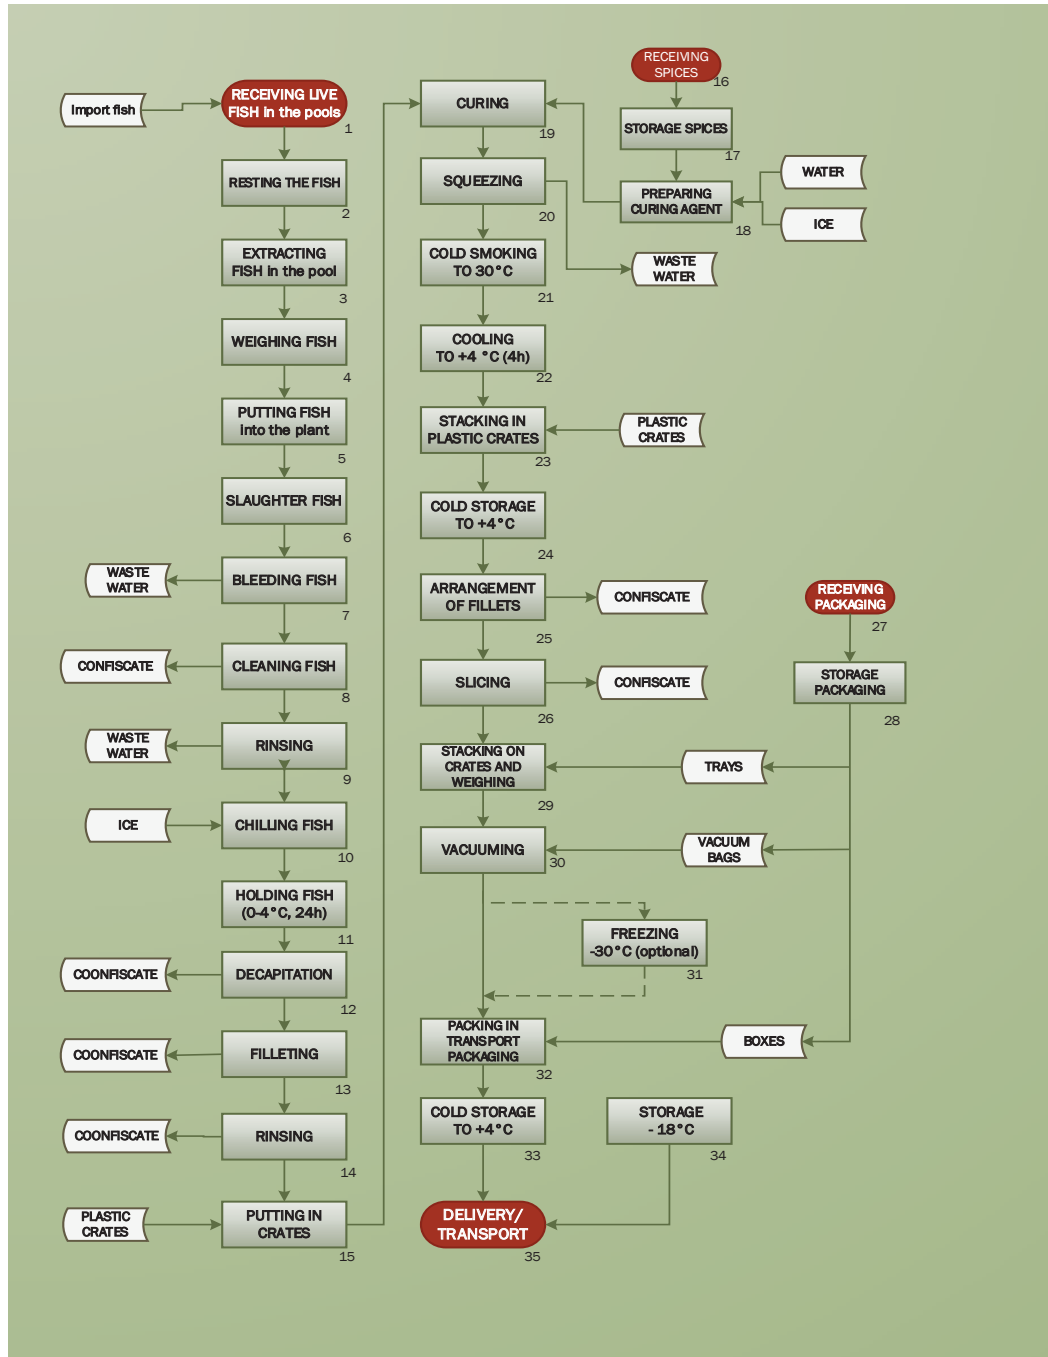 Import fish
RECEIVING LIVE
FISH in the pools
1
RESTING THE FISH
2
EXTRACTING
FISH in the pool
3
WEIGHING FISH
4
PUTTING FISH
into the plant
5
SLAUGHTER FISH
6
WASTE
WATER
BLEEDING FISH
7
CONFISCATE
CLEANING FISH
8
WASTE
WATER
RINSING
9
ICE
CHILLING FISH
10
HOLDING FISH
(0-4°C, 24h)
11
COONFISCATE
DECAPITATION
12
COONFISCATE
FILLETING
13
COONFISCATE
RINSING
14
PLASTIC
CRATES
PUTTING IN
CRATES
15
RECEIVING
SPICES
16
STORAGE SPICES
17
PREPARING
CURING AGENT
18
WATER
ICE
CURING
19
SQUEEZING
20
WASTE
WATER
COLD SMOKING
TO 30°C
21
COOLING
TO +4 °C (4h)
22
STACKING IN
PLASTIC CRATES
23
PLASTIC
CRATES
COLD STORAGE
TO +4°C
24
ARRANGEMENT
OF FILLETS
25
CONFISCATE
SLICING
26
CONFISCATE
RECEIVING
PACKAGING
27
STORAGE
PACKAGING
28
STACKING ON
CRATES AND
WEIGHING
29
TRAYS
VACUUMING
30
VACUUM
BAGS
FREEZING
-30°C (optional)
31
PACKING IN
TRANSPORT
PACKAGING
32
BOXES
COLD STORAGE
TO +4°C
33
STORAGE
- 18°C
34
DELIVERY/
TRANSPORT
35